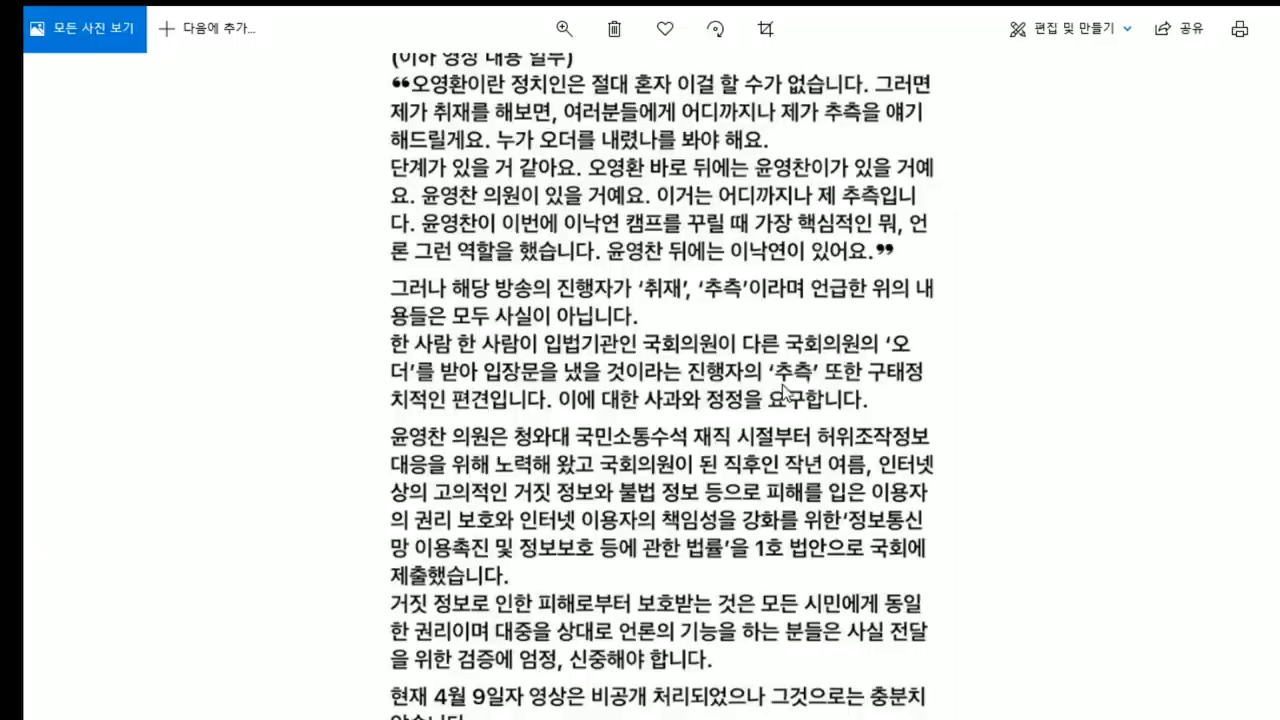 모든 사진 보기
다음에 추가...
편집 및 만들기
공유
(이하 영상 내용 일부)
❝오영환이란 정치인은 절대 혼자 이걸 할 수가 없습니다. 그러면
제가 취재를 해보면, 여러분들에게 어디까지나 제가 추측을 얘기
해드릴게요. 누가 오더를 내렸나를 봐야 해요.
단계가 있을 거 같아요. 오영환 바로 뒤에는 윤영찬이가 있을 거예
요. 윤영찬 의원이 있을 거예요. 이거는 어디까지나 제 추측입니
다. 윤영찬이 이번에 이낙연 캠프를 꾸릴 때 가장 핵심적인 뭐, 언
론 그런 역할을 했습니다. 윤영찬 뒤에는 이낙연이 있어요.❞
그러나 해당 방송의 진행자가 ‘취재’, ‘추측’이라며 언급한 위의 내
용들은 모두 사실이 아닙니다.
한 사람 한 사람이 입법기관인 국회의원이 다른 국회의원의 ‘오
더’를 받아 입장문을 냈을 것이라는 진행자의 ‘추측’ 또한 구태정
치적인 편견입니다. 이에 대한 사과와 정정을 요구합니다.
윤영찬 의원은 청와대 국민소통수석 재직 시절부터 허위조작정보
대응을 위해 노력해 왔고 국회의원이 된 직후인 작년 여름, 인터넷
상의 고의적인 거짓 정보와 불법 정보 등으로 피해를 입은 이용자
의 권리 보호와 인터넷 이용자의 책임성을 강화를 위한‘정보통신
망 이용촉진 및 정보보호 등에 관한 법률’을 1호 법안으로 국회에
제출했습니다.
거짓 정보로 인한 피해로부터 보호받는 것은 모든 시민에게 동일
한 권리이며 대중을 상대로 언론의 기능을 하는 분들은 사실 전달
을 위한 검증에 엄정, 신중해야 합니다.
현재 4월 9일자 영상은 비공개 처리되었으나 그것으로는 충분치
않습니다